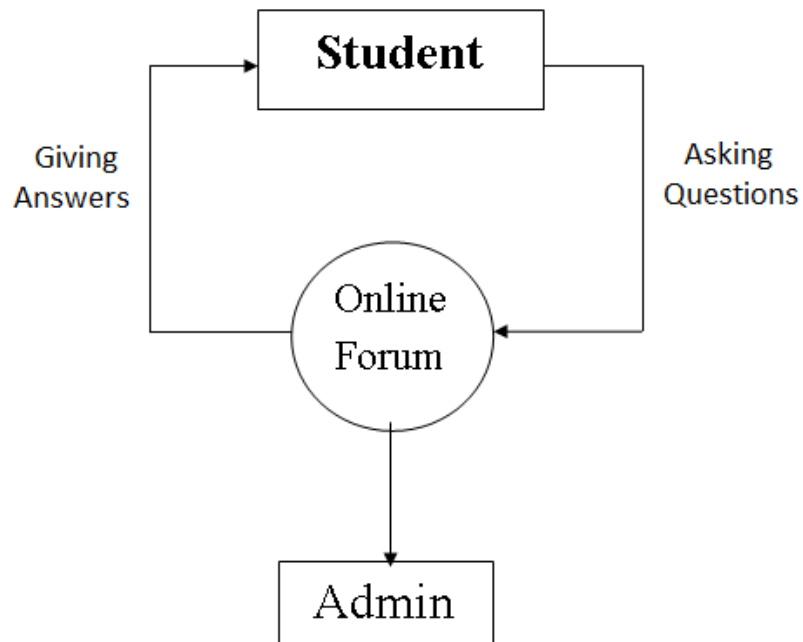 Student
Giving
Answers
Asking
Questions
Online
Forum
Admin